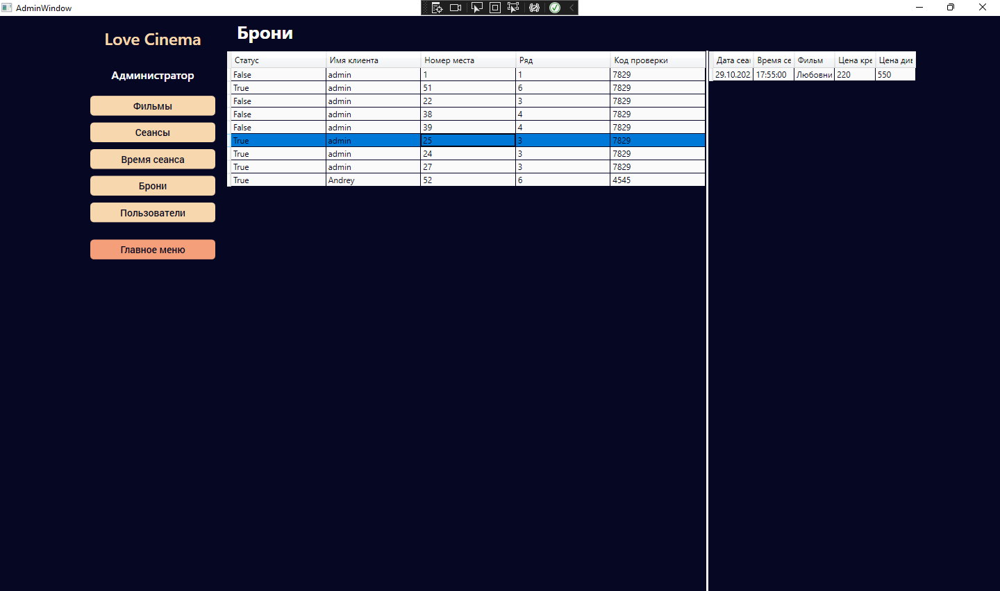 AdminWindow
Love Cinema
Администратор
Фильмы
Сеансы
Время сеанса
Брони
Пользователи
Главное меню
Брони
Статус Имя клиента Номер места Ряд Код проверки
False admin 1 1 7829
True admin 51 6 7829
False admin 22 3 7829
False admin 38 4 7829
False admin 39 4 7829
True admin 25 3 7829
True admin 24 3 7829
True admin 27 3 7829
True Andrey 52 6 4545
Дата сеа Время се Фильм Цена кре Цена див
29.10.202 17:55:00 Любовни 220 550